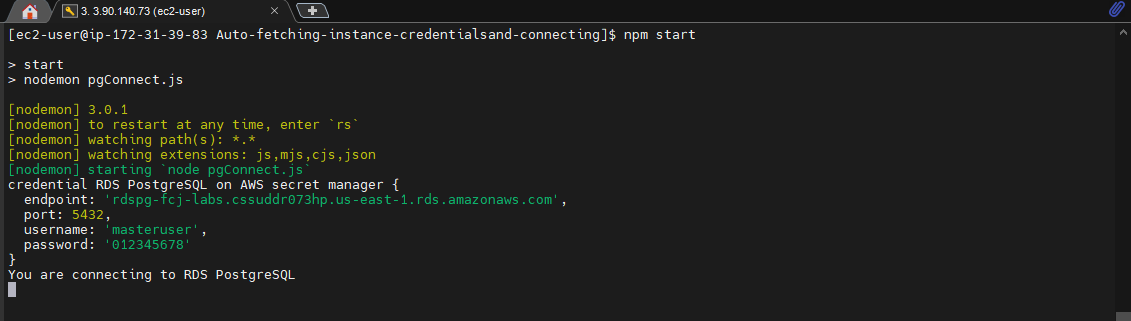 3. 3.90.140.73 (ec2-user)
[ec2-user@ip-172-31-39-83 Auto-fetching-instance-credentialsand-connecting]$ npm start
> start
> nodemon pgConnect.js
[nodemon] 3.0.1
[nodemon] to restart at any time, enter `rs`
[nodemon] watching path(s): *.*
[nodemon] watching extensions: js,mjs,cjs,json
[nodemon] starting `node pgConnect.js`
credential RDS PostgreSQL on AWS secret manager {
  endpoint: 'rdspg-fcj-labs.cssuddr073hp.us-east-1.rds.amazonaws.com',
  port: 5432,
  username: 'masteruser',
  password: '012345678'
}
You are connecting to RDS PostgreSQL